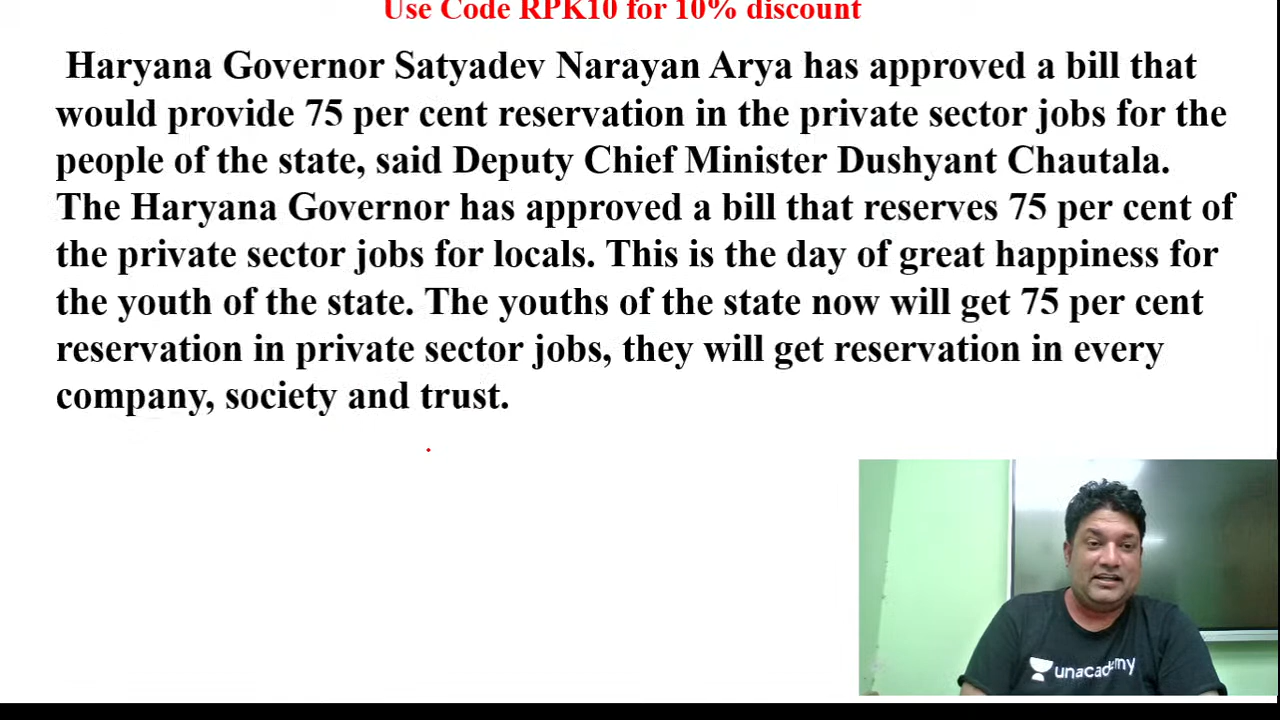 Use Code RPK10 for 10% discount
Haryana Governor Satyadev Narayan Arya has approved a bill that
would provide 75 per cent reservation in the private sector jobs for the
people of the state, said Deputy Chief Minister Dushyant Chautala.
The Haryana Governor has approved a bill that reserves 75 per cent of
the private sector jobs for locals. This is the day of great happiness for
the youth of the state. The youths of the state now will get 75 per cent
reservation in private sector jobs, they will get reservation in every
company, society and trust.
unacademy